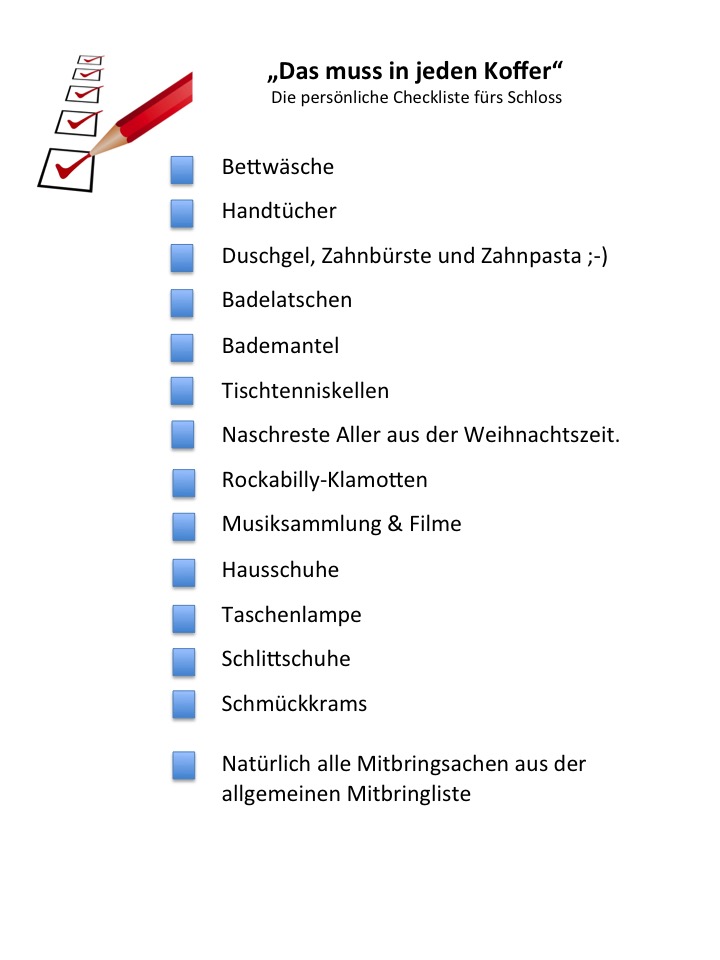 „Das muss in jeden Koffer“
Die persönliche Checkliste fürs Schloss
Bettwäsche
Handtücher
Duschgel, Zahnbürste und Zahnpasta ;-)
Badelatschen
Bademantel
Tischtenniskellen
Naschreste Aller aus der Weihnachtszeit.
Rockabilly-Klamotten
Musiksammlung & Filme
Hausschuhe
Taschenlampe
Schlittschuhe
Schmückkrams
Natürlich alle Mitbringsachen aus der
allgemeinen Mitbringliste